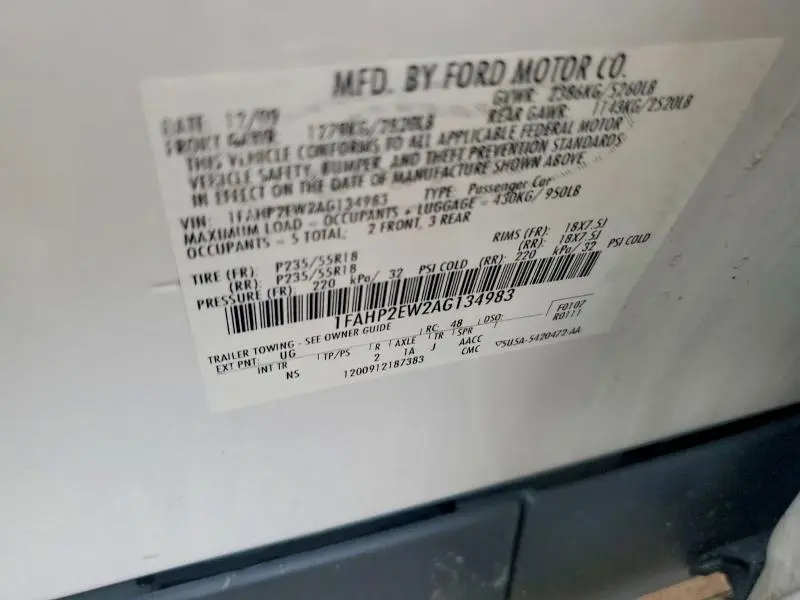 MFD. BY FORD MOTOR CO.
DATE: 12/09 GVWR: 2386KG/5260LB
FRONT GAWR: REAR GAWR: 1143KG/2520LB
THIS VEHICLE CONFORMS TO ALL APPLICABLE FEDERAL MOTOR
VEHICLE SAFETY, BUMPER, AND THEFT PREVENTION STANDARDS
IN EFFECT ON THE DATE OF MANUFACTURE SHOWN ABOVE.
VIN: 1FAHP2EW2AG134983 TYPE: Passenger Car
MAXIMUM LOAD - OCCUPANTS + LUGGAGE = 430KG/950LB
OCCUPANTS - 5 TOTAL, 2 FRONT, 3 REAR
TIRE (FR): P235/55R18 RIMS (FR): 18X7.5J
(RR): P235/55R18 (RR): 18X7.5J
PRESSURE (FR): 220 kPa/ 32 PSI COLD (RR): 220 kPa/ 32 PSI COLD
1FAHP2EW2AG134983
TRAILER TOWING - SEE OWNER GUIDE RC: 48 DSO: F0107
EXT PNT: UG TP/PS R AXLE TR SPR R0111
INT TR 2 1A J AACC
NS 1200912187383 CMC ▽5U5A-5420472-AA